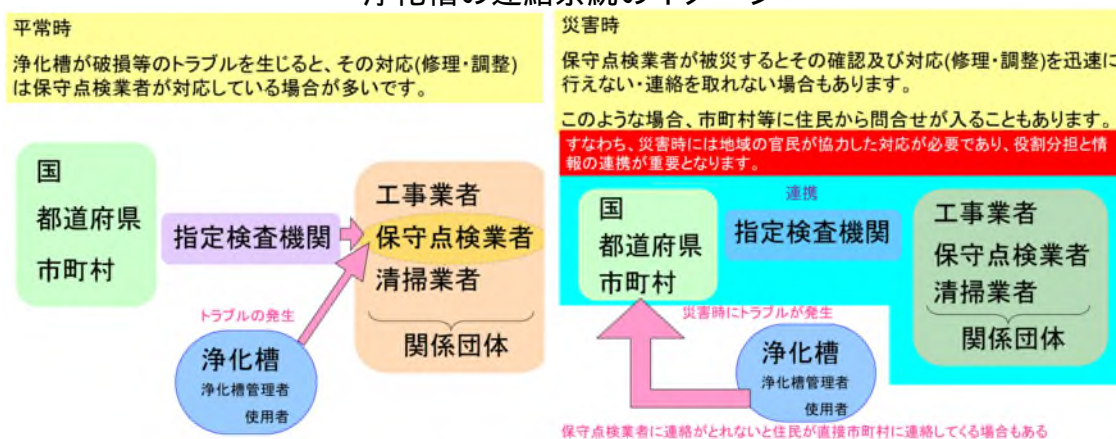 平常時
浄化槽が破損等のトラブルを生じると、その対応(修理・調整)
は保守点検業者が対応している場合が多いです。
国
都道府県
市町村
指定検査機関
工事業者
保守点検業者
清掃業者
関係団体
トラブルの発生
浄化槽
浄化槽管理者
使用者
災害時
保守点検業者が被災するとその確認及び対応(修理・調整)を迅速に
行えない・連絡を取れない場合もあります。
このような場合、市町村等に住民から問合せが入ることもあります。
すなわち、災害時には地域の官民が協力した対応が必要であり、役割分担と情
報の連携が重要となります。
連携
国
都道府県
市町村
指定検査機関
工事業者
保守点検業者
清掃業者
関係団体
災害時にトラブルが発生
浄化槽
浄化槽管理者
使用者
保守点検業者に連絡がとれないと住民が直接市町村に連絡してくる場合もある